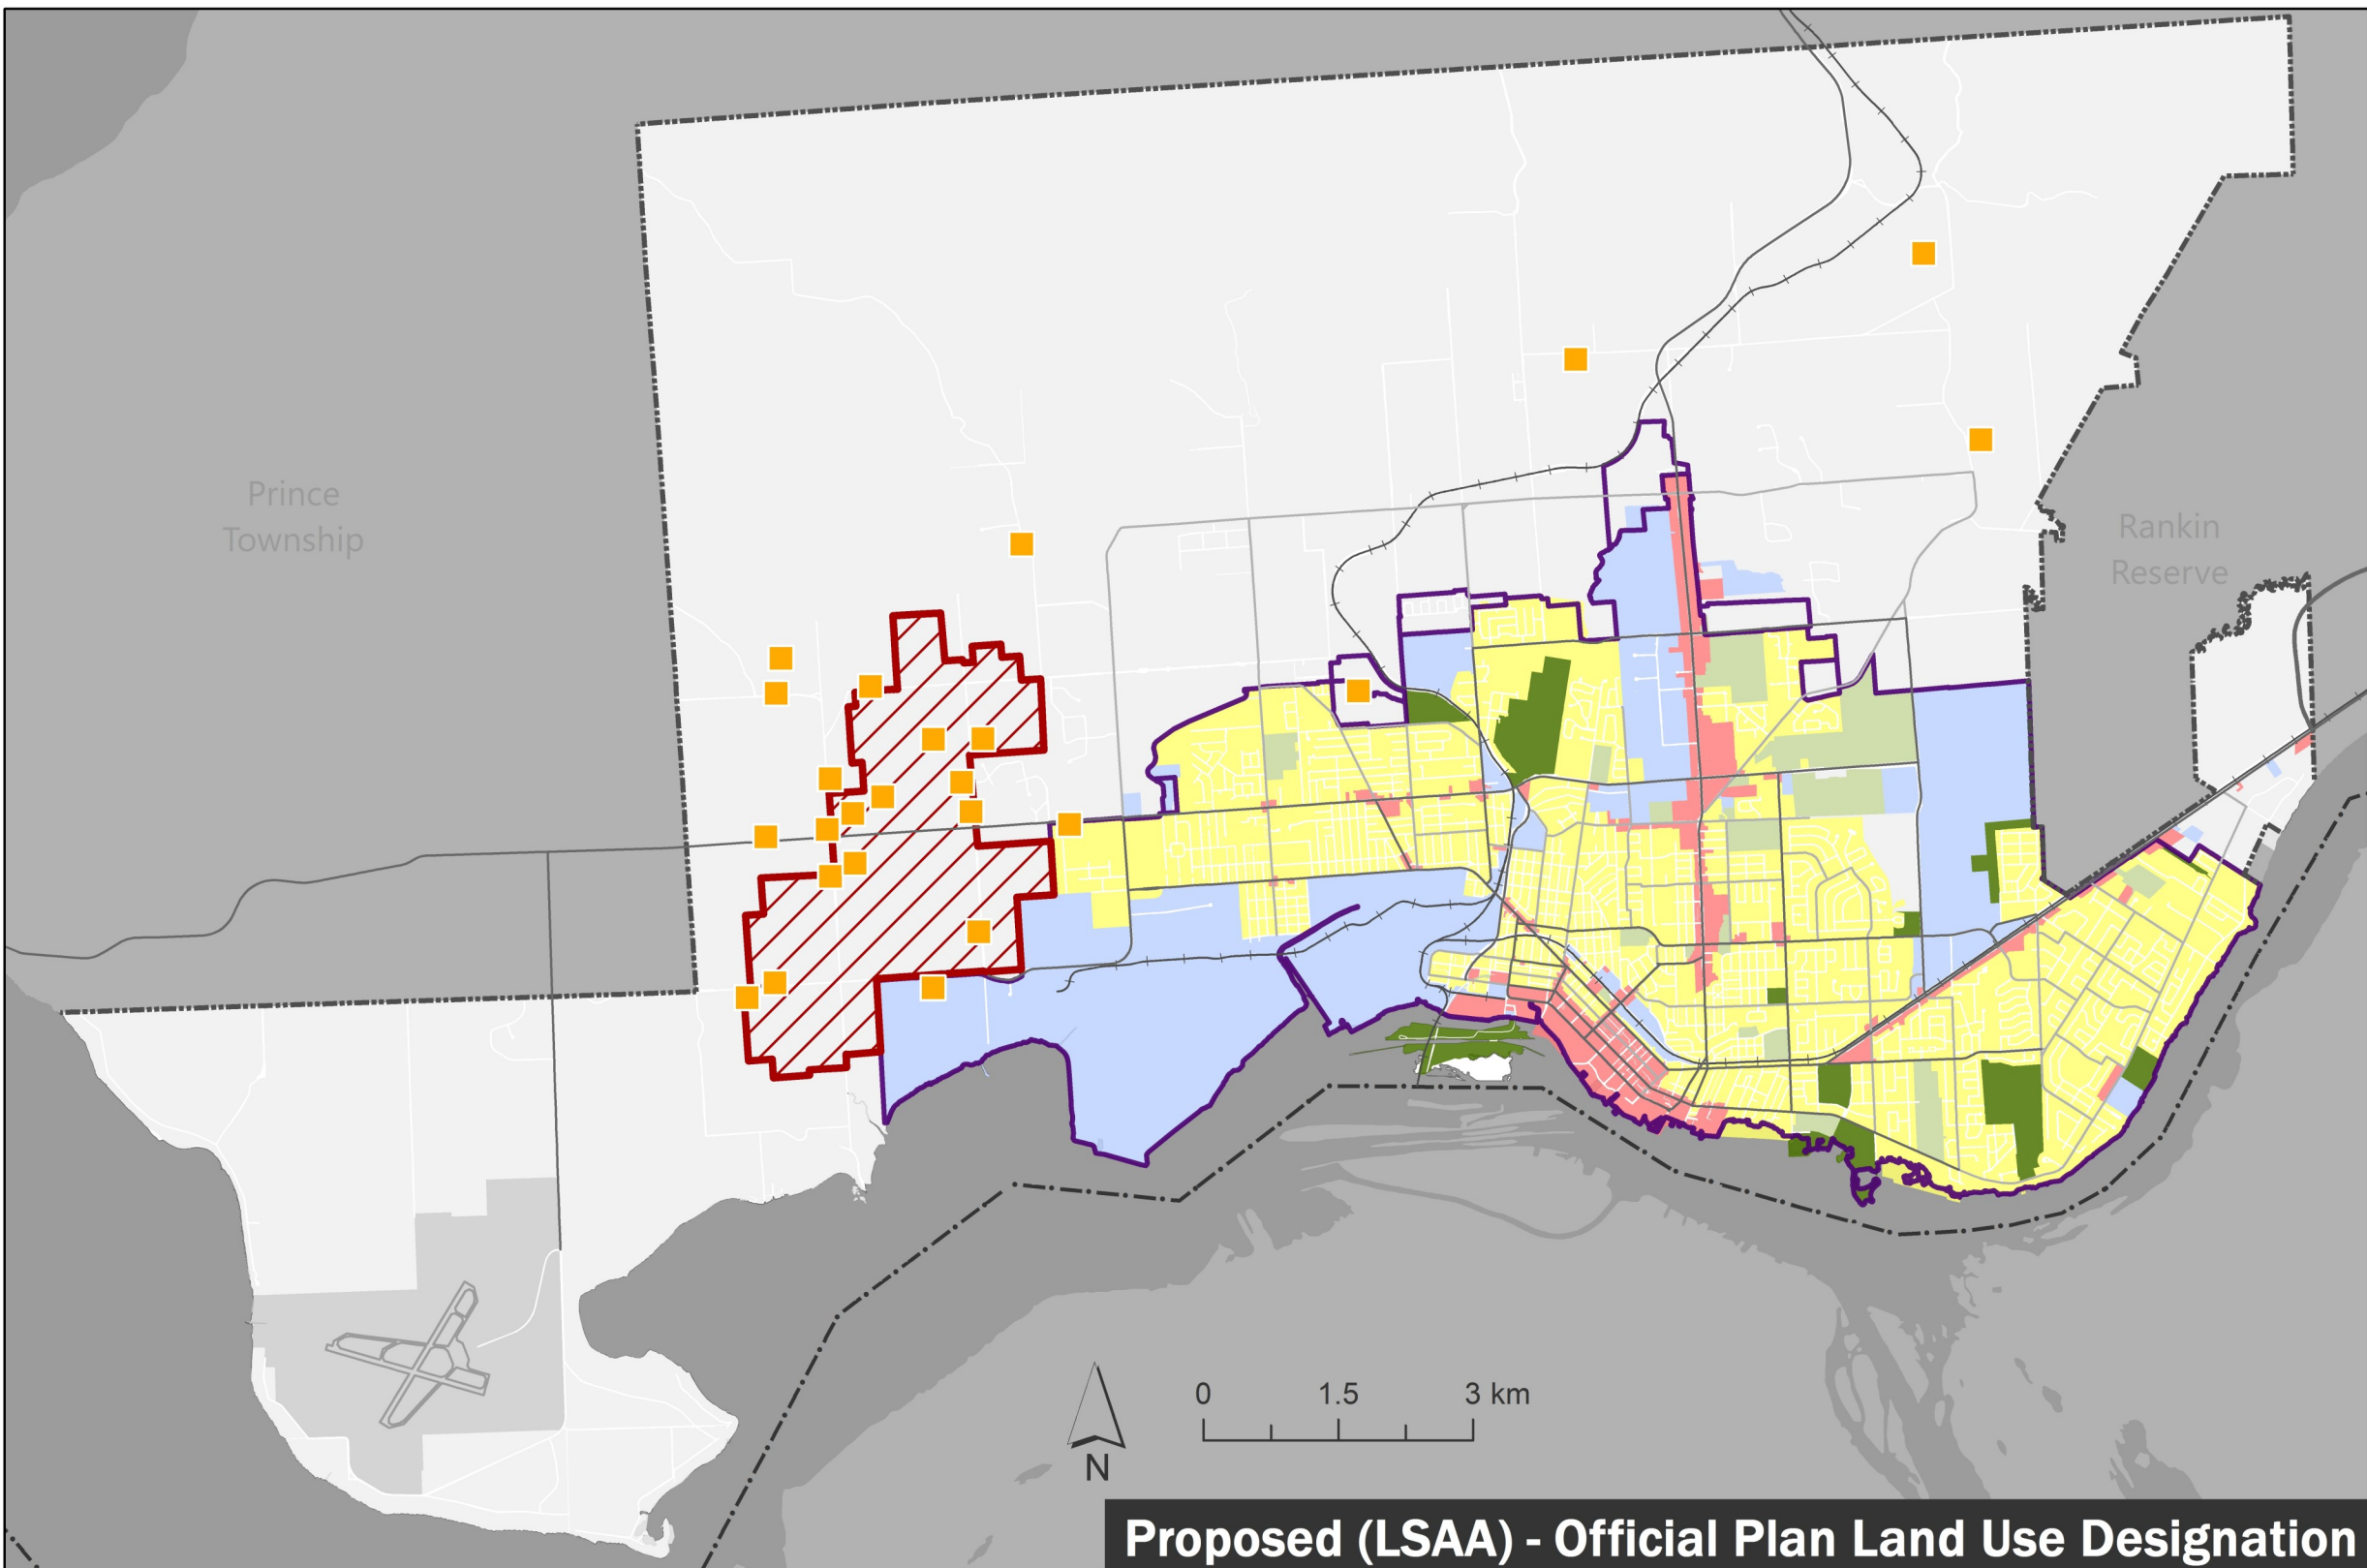 Prince
Township
Rankin
Reserve
0 1.5 3 km
N
Proposed (LSAA) - Official Plan Land Use Designation